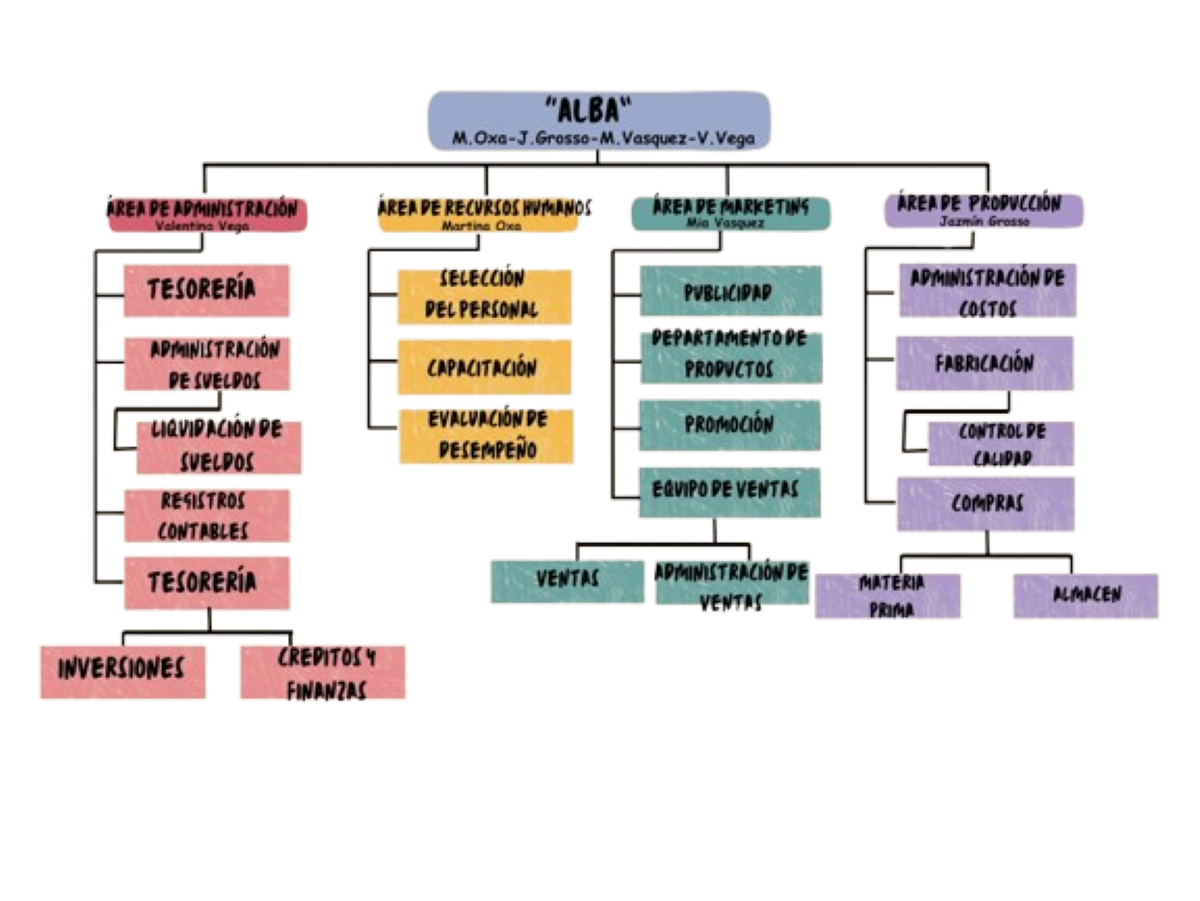 "ALBA"
M.Oxa-J.Grosso-M.Vasquez-V.Vega
ÁREA DE ADMINISTRACIÓN
Valentina Vega
TESORERÍA
ADMINISTRACIÓN
DE SUELDOS
LIQUIDACIÓN DE
SUELDOS
REGISTROS
CONTABLES
TESORERÍA
INVERSIONES
CREDITOS Y
FINANZAS
ÁREA DE RECURSOS HUMANOS
Martina Oxa
SELECCIÓN
DEL PERSONAL
CAPACITACIÓN
EVALUACIÓN DE
DESEMPEÑO
ÁREA DE MARKETING
Mia Vasquez
PUBLICIDAD
DEPARTAMENTO DE
PRODUCTOS
PROMOCIÓN
EQUIPO DE VENTAS
VENTAS
ADMINISTRACIÓN DE
VENTAS
ÁREA DE PRODUCCIÓN
Jazmín Grosso
ADMINISTRACIÓN DE
COSTOS
FABRICACIÓN
CONTROL DE
CALIDAD
COMPRAS
MATERIA
PRIMA
ALMACEN